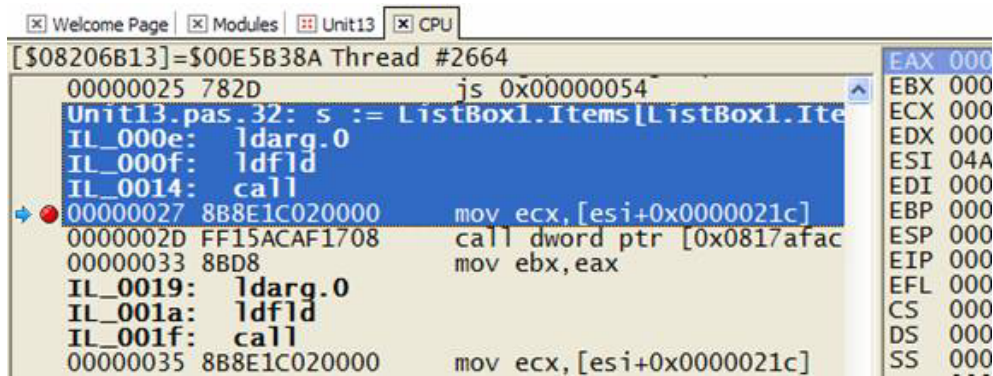 Welcome Page Modules Unit13 CPU
[$08206B13]=$00E5B38A Thread #2664
00000025 782D js 0x00000054
Unit13.pas.32: s := ListBox1.Items[ListBox1.Ite
IL_000e: ldarg.0
IL_000f: ldfld
IL_0014: call
00000027 8B8E1C020000 mov ecx,[esi+0x0000021c]
0000002D FF15ACAF1708 call dword ptr [0x0817afac
00000033 8BD8 mov ebx,eax
IL_0019: ldarg.0
IL_001a: ldfld
IL_001f: call
00000035 8B8E1C020000 mov ecx,[esi+0x0000021c]
EAX 000
EBX 000
ECX 000
EDX 000
ESI 04A
EDI 000
EBP 000
ESP 000
EIP 000
EFL 000
CS 000
DS 000
SS 000